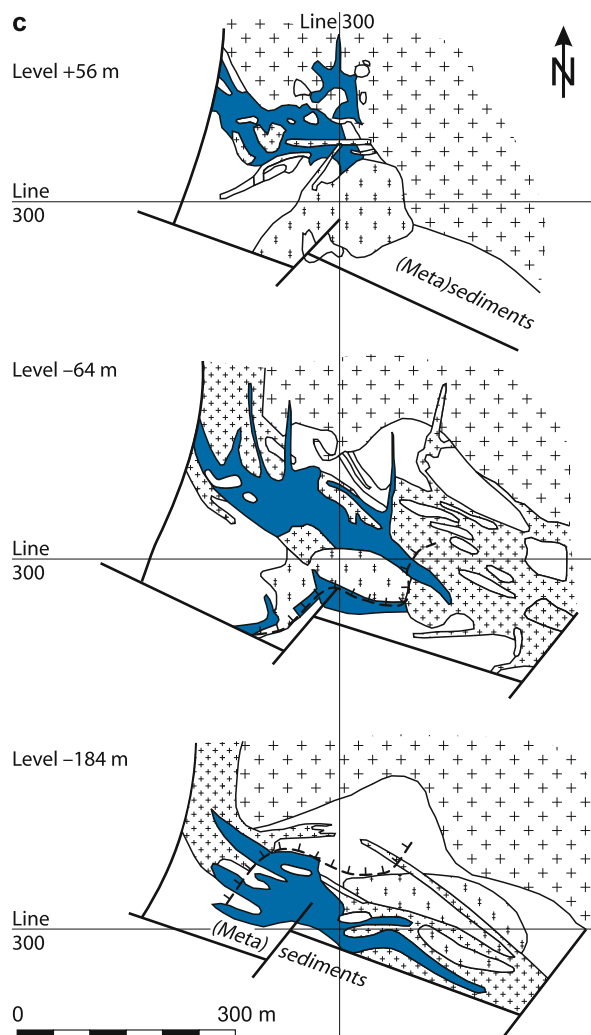 c
Line 300
Level +56 m
N
Line
300
(Meta)sediments
Level –64 m
Line
300
Level –184 m
Line
300
(Meta)
sediments
0 300 m